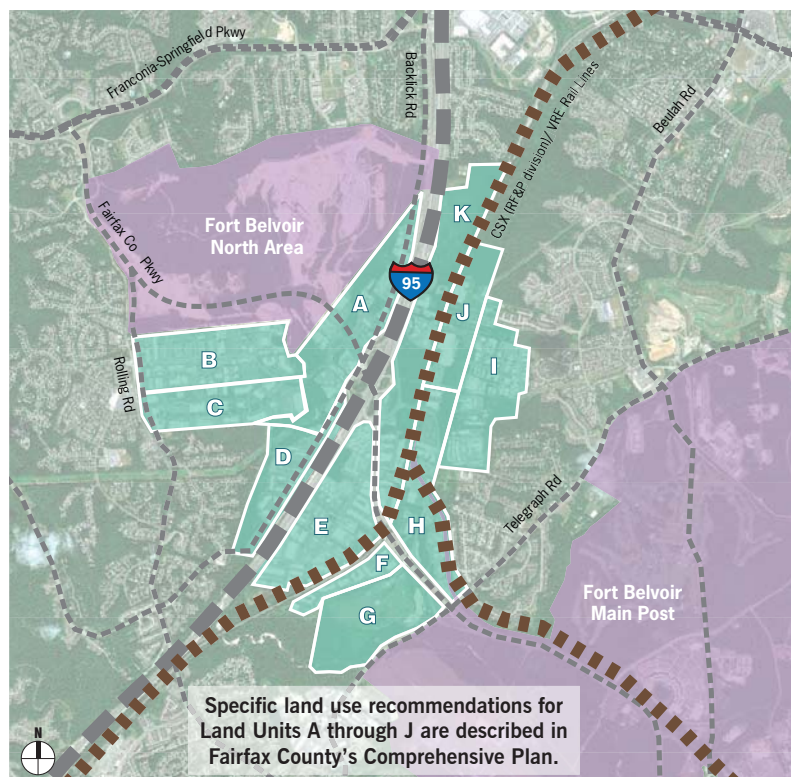 Franconia-Springfield Pkwy
Backlick Rd
CSX (RF&P division)/ VRE Rail Lines
Beulah Rd
Fort Belvoir
North Area
Fairfax Co Pkwy
K
95
A
J
B
I
Rolling Rd
C
D
Telegraph Rd
E
H
F
Fort Belvoir
Main Post
G
Specific land use recommendations for
Land Units A through J are described in
Fairfax County's Comprehensive Plan.
N